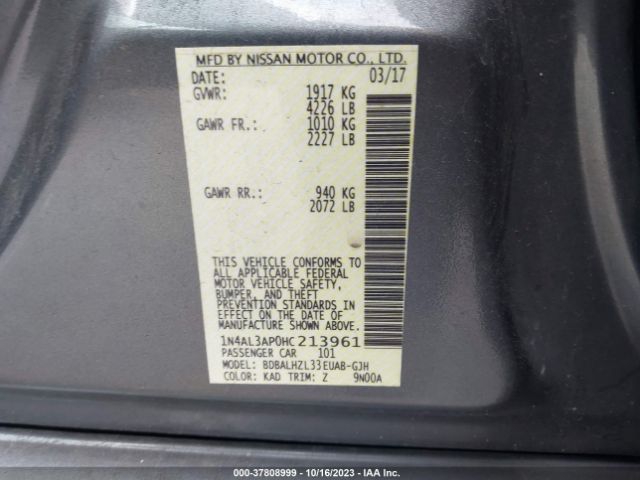 MFD BY NISSAN MOTOR CO., LTD.
DATE: 03/17
GVWR: 1917 KG
4226 LB
GAWR FR.: 1010 KG
2227 LB
GAWR RR.: 940 KG
2072 LB
THIS VEHICLE CONFORMS TO
ALL APPLICABLE FEDERAL
MOTOR VEHICLE SAFETY,
BUMPER, AND THEFT
PREVENTION STANDARDS IN
EFFECT ON THE DATE OF
MANUFACTURE SHOWN ABOVE.
1N4AL3AP0HC213961
PASSENGER CAR 101
MODEL: BDBALHZL33EUAB-GJH
COLOR: KAD TRIM: Z 9N00A
000-37808999 - 10/16/2023 - IAA Inc.